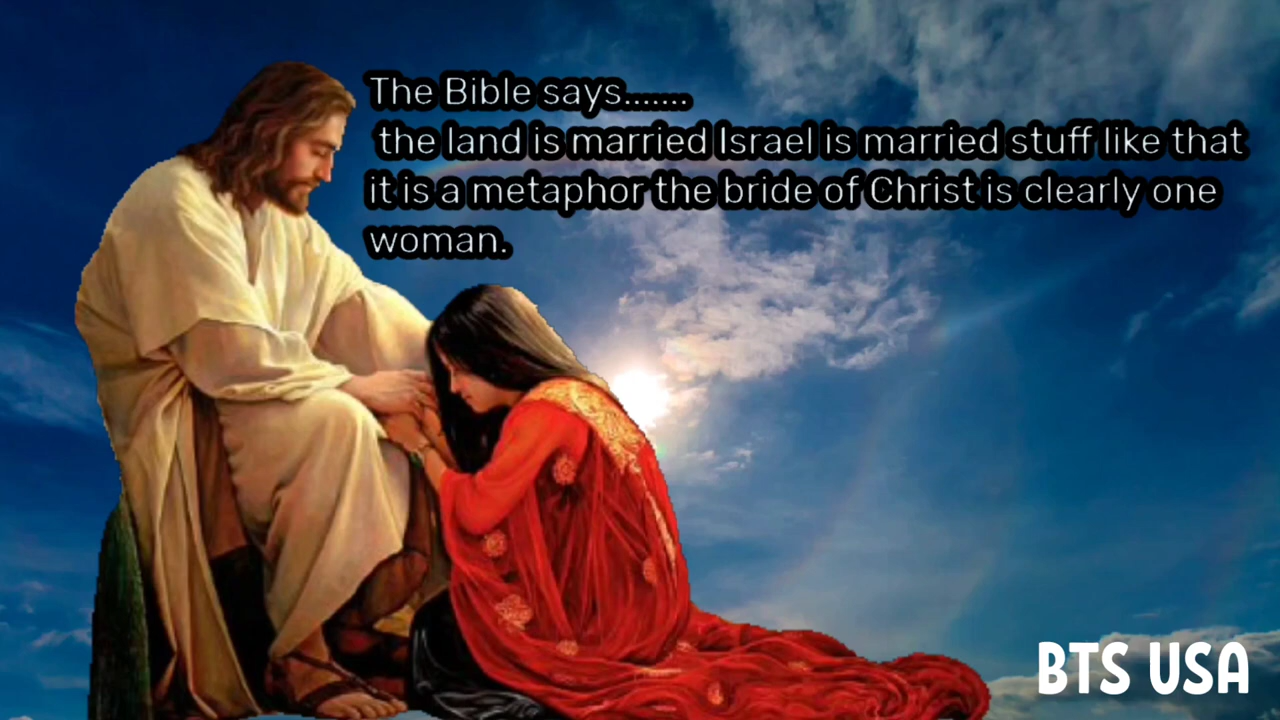 The Bible says.......
the land is married Israel is married stuff like that
it is a metaphor the bride of Christ is clearly one
woman.
BTS USA